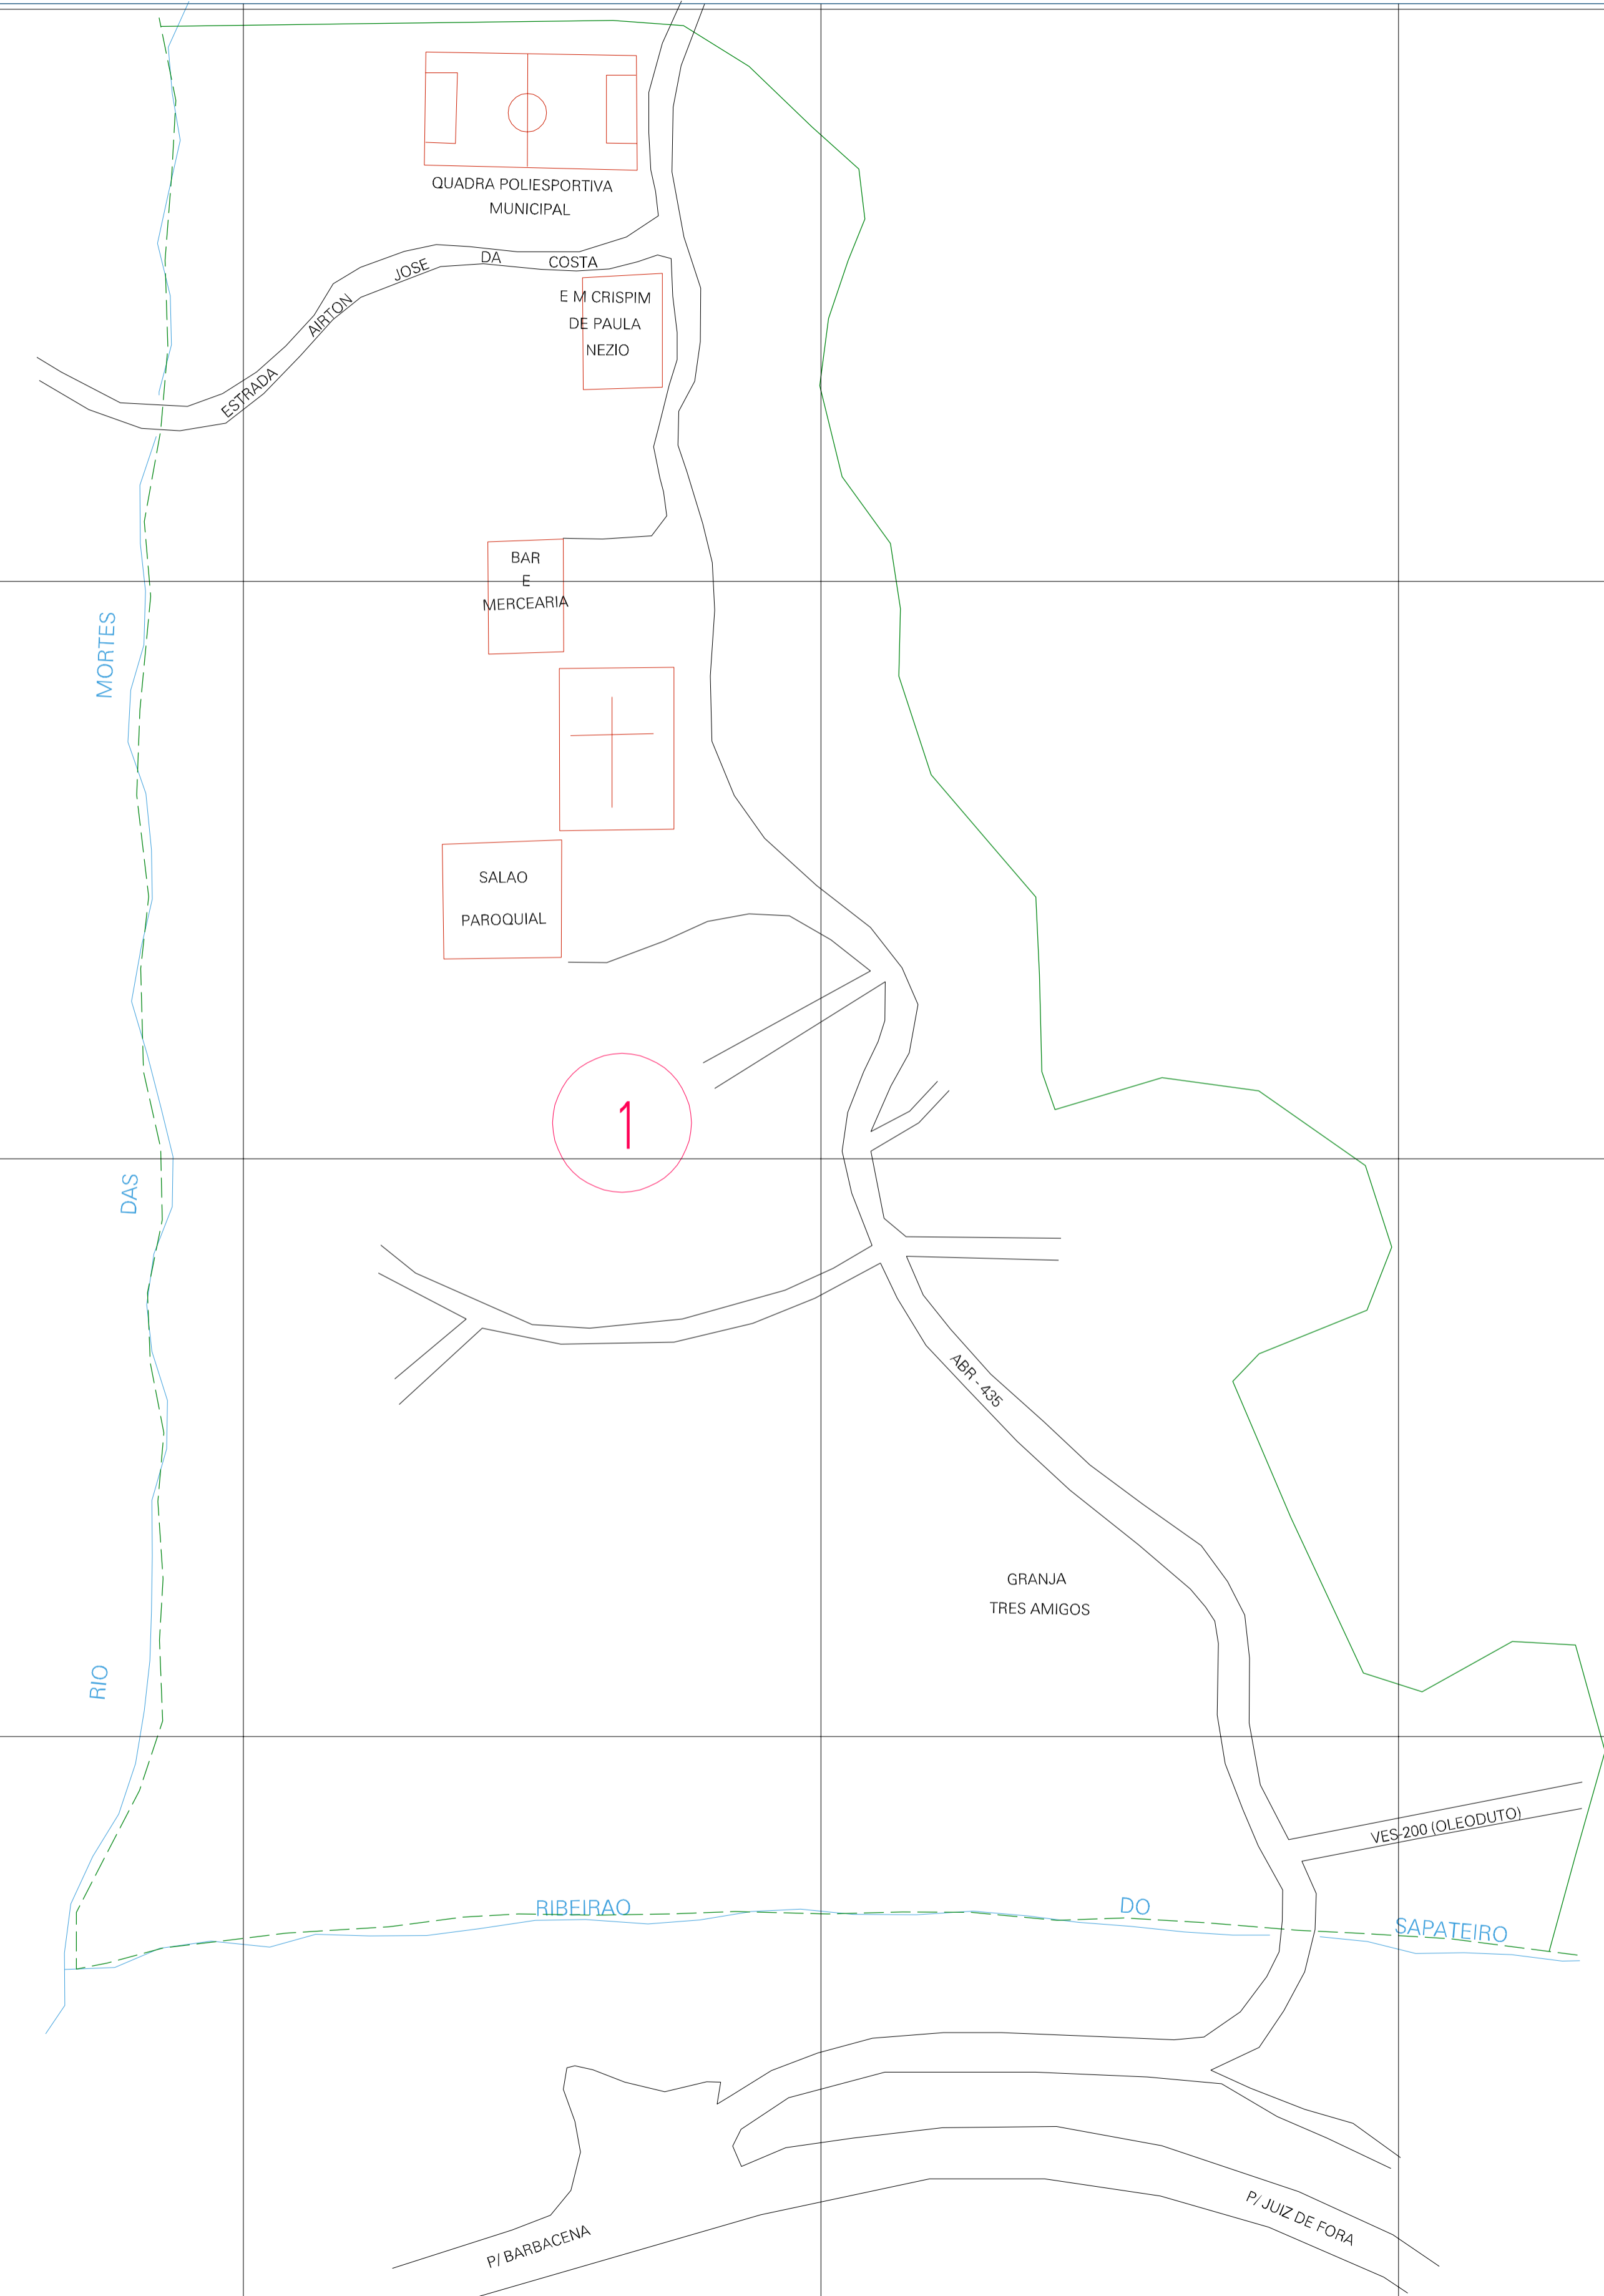 QUADRA POLIESPORTIVA
MUNICIPAL
ESTRADA AIRTON JOSE DA COSTA
E M CRISPIM
DE PAULA
NEZIO
BAR
E
MERCEARIA
SALAO
PAROQUIAL
1
RIO DAS MORTES
ABR - 435
GRANJA
TRES AMIGOS
VES-200 (OLEODUTO)
RIBEIRAO DO SAPATEIRO
P/ BARBACENA
P/ JUIZ DE FORA